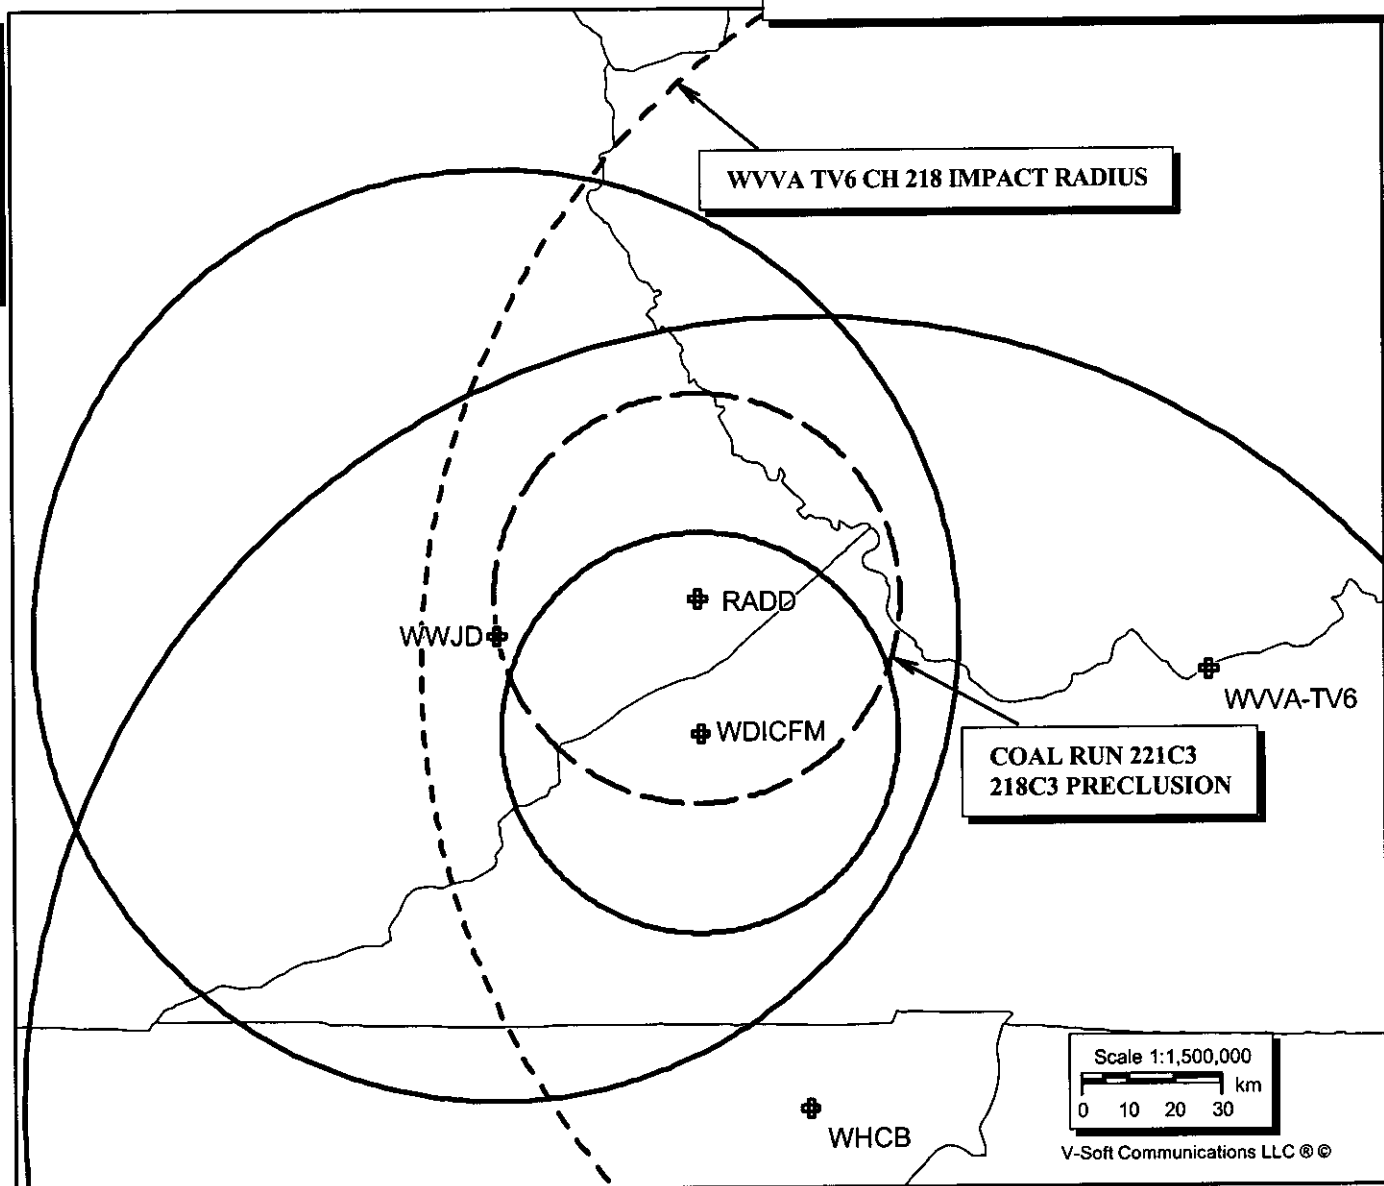 WVVA TV6 CH 218 IMPACT RADIUS
RADD
WWJD
WVVA-TV6
WDICFM
COAL RUN 221C3
218C3 PRECLUSION
Scale 1:1,500,000
km
0 10 20 30
WHCB
V-Soft Communications LLC ® ©